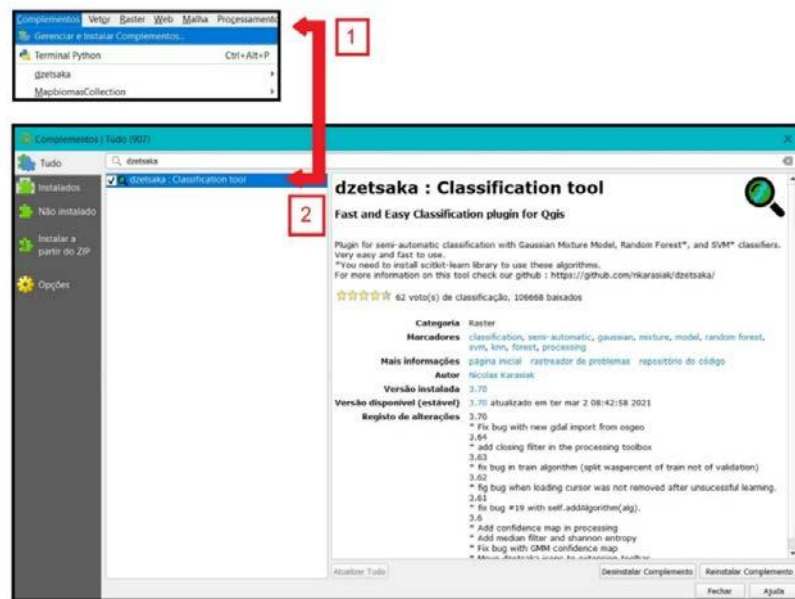 Complementos Vetor Raster Web Malha Processamento
Gerenciar e Instalar Complementos...
Terminal Python Ctrl+Alt+P
dzetsaka
MapbiomasCollection
1
Complementos | Tudo (907)
Tudo
dzetsaka
Instalados
dzetsaka : Classification tool
2
Não instalado
Instalar a
partir do ZIP
Opções
dzetsaka : Classification tool
Fast and Easy Classification plugin for Qgis
Plugin for semi-automatic classification with Gaussian Mixture Model, Random Forest*, and SVM* classifiers.
Very easy and fast to use.
*You need to install scitkit-learn library to use these algorithms.
For more information on this tool check our github : https://github.com/nkarasiak/dzetsaka/
62 voto(s) de classificação, 106668 baixados
Categoria Raster
Marcadores classification, semi-automatic, gaussian, mixture, model, random forest,
svm, knn, forest, processing
Mais informações página inicial rastreador de problemas repositório do código
Autor Nicolas Karasiak
Versão instalada 3.70
Versão disponível (estável) 3.70 atualizado em ter mar 2 08:42:58 2021
Registo de alterações 3.70
* Fix bug with new gdal import from osgeo
3.64
* add closing filter in the processing toolbox
3.63
* fix bug in train algorithm (split waspercent of train not of validation)
3.62
* fig bug when loading cursor was not removed after unsucessful learning.
3.61
* fix bug #19 with self.addAlgorithm(alg).
3.6
* Add confidence map in processing
* Add median filter and shannon entropy
* Fix bug with GMM confidence map
* Move dzetsaka icons to extension toolbar
Atualizar Tudo
Desinstalar Complemento Reinstalar Complemento
Fechar Ajuda